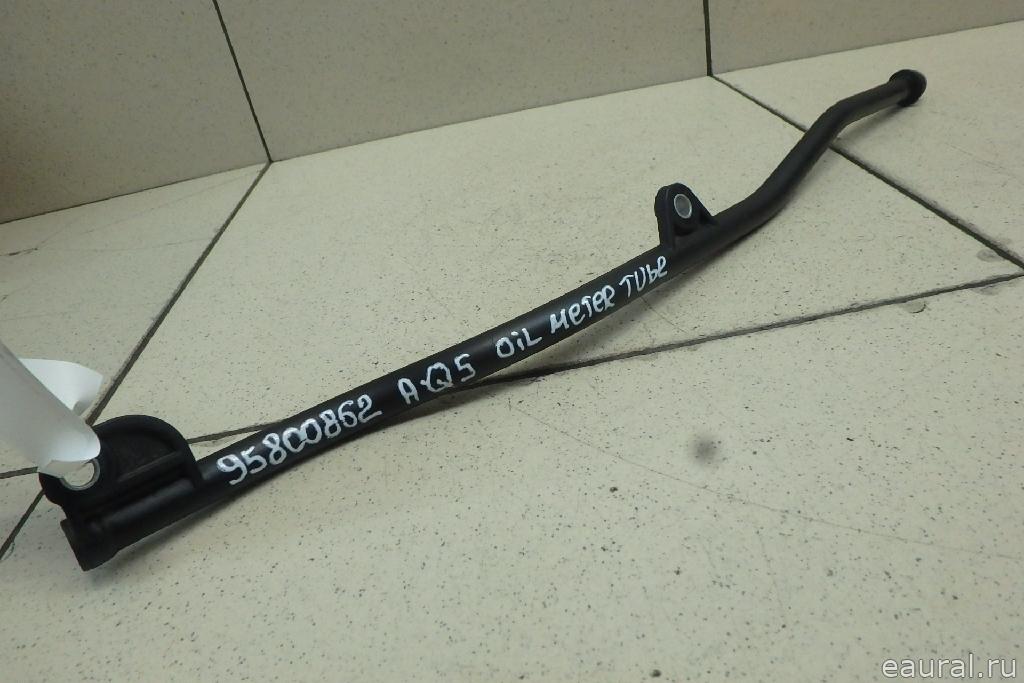 95800862 A-Q5 OiL METER TUbe
eaural.ru